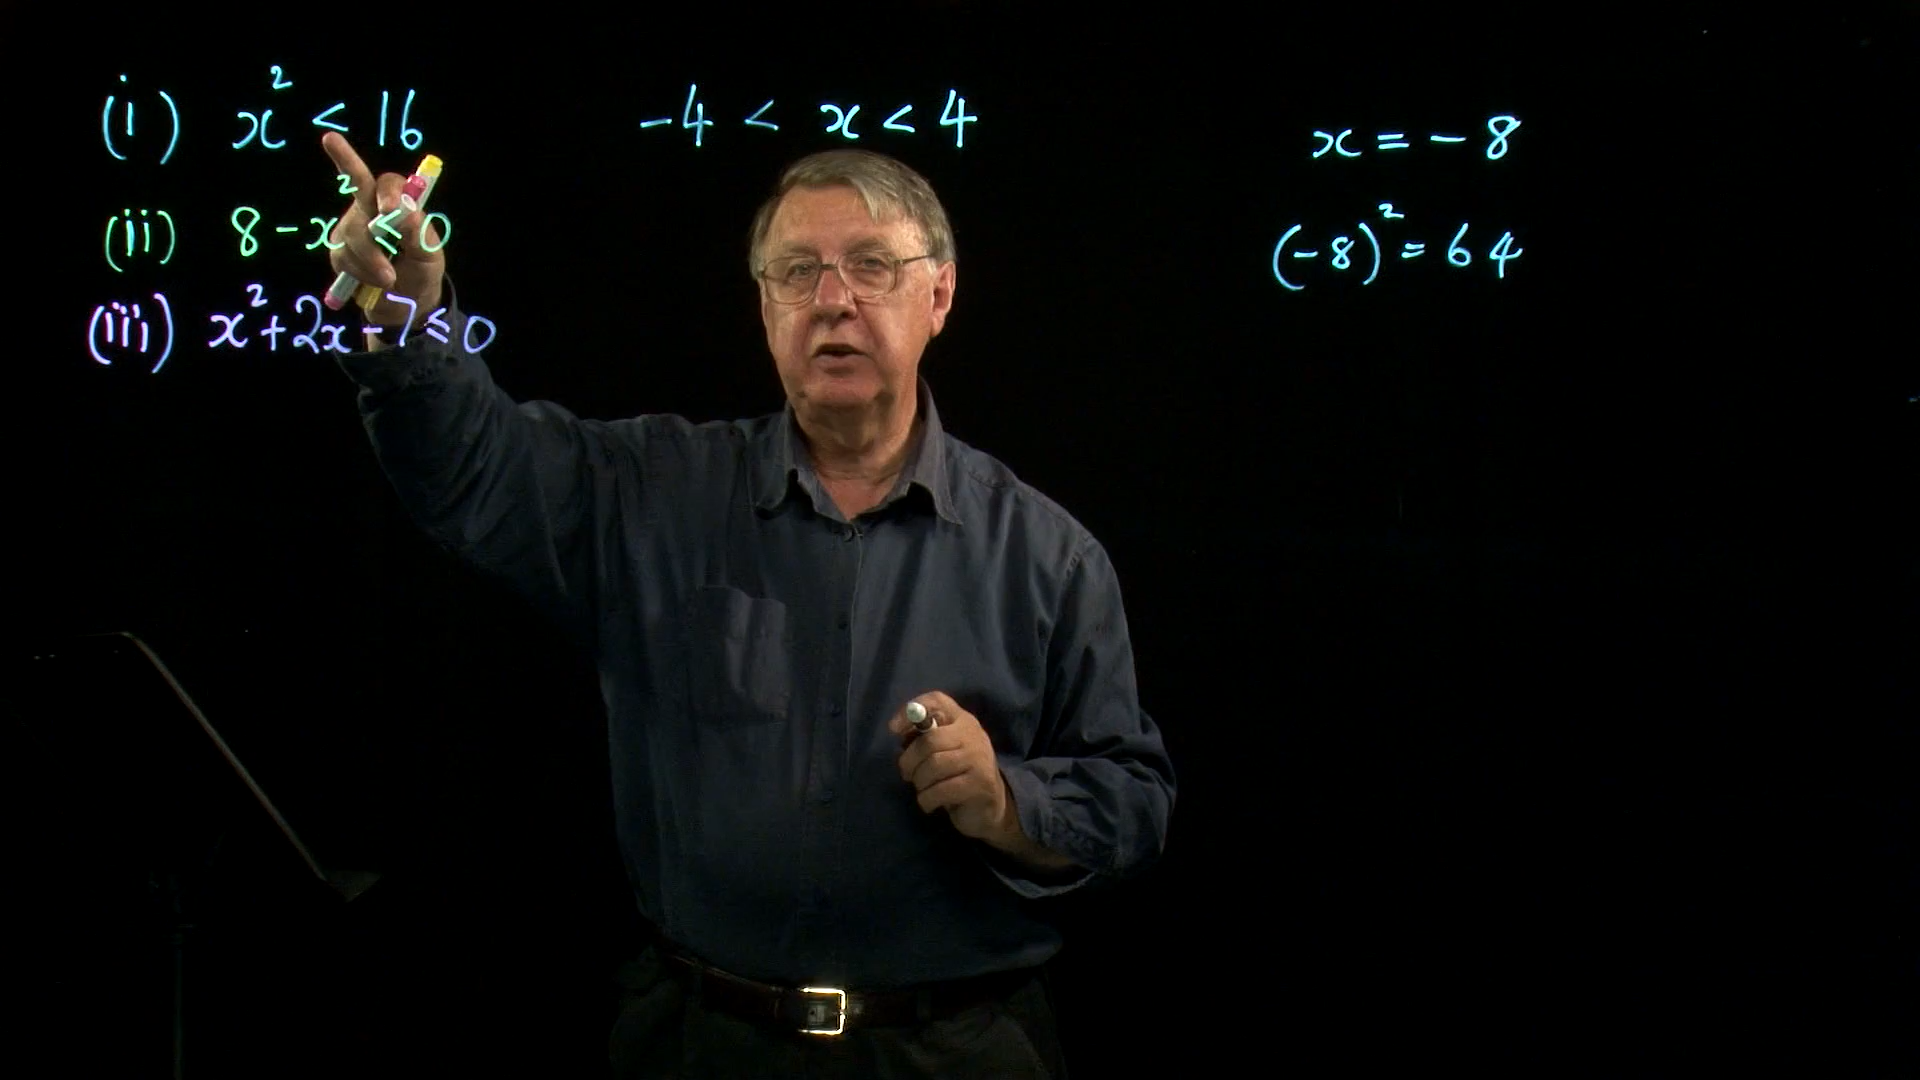 (i) x² < 16
-4 < x < 4
x = -8
(ii) 8 - x² ≤ 0
(-8)² = 64
(iii) x² + 2x - 7 ≤ 0